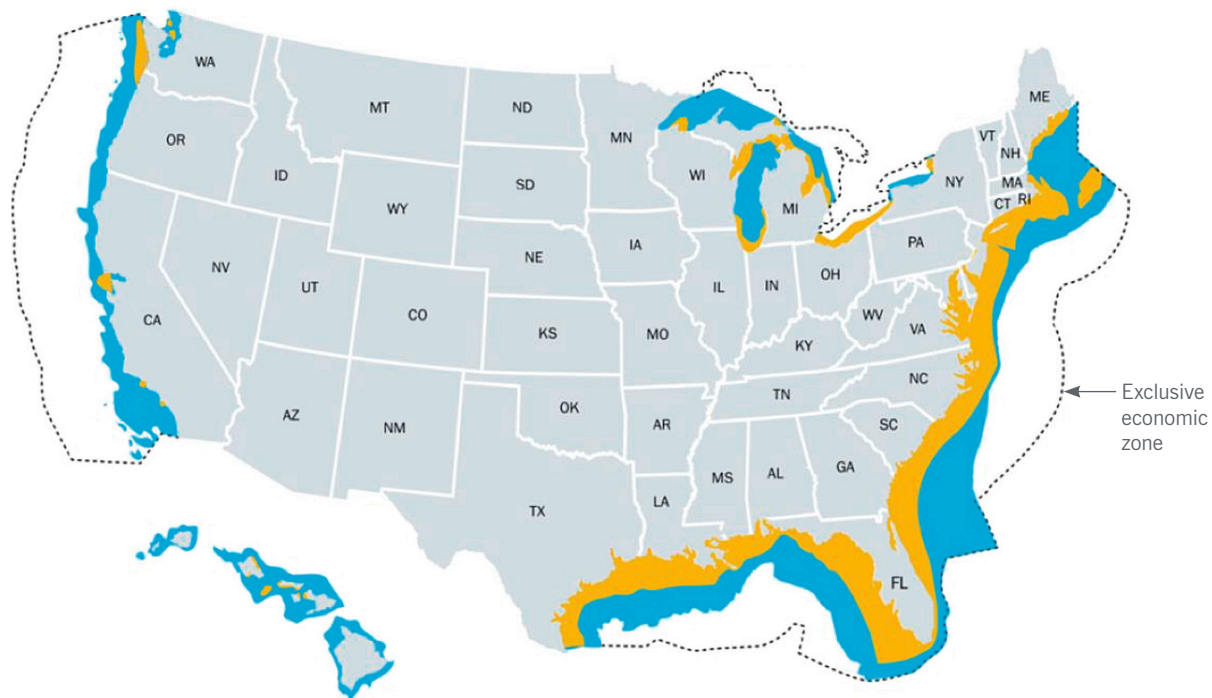 WA
MT
ND
MN
ME
VT
NH
OR
ID
SD
WI
MI
NY
MA
CT
RI
WY
IA
PA
NE
NV
UT
IL
IN
OH
CO
CA
KS
MO
WV
VA
KY
NC
TN
AZ
NM
OK
AR
SC
MS
AL
GA
LA
TX
FL
Exclusive
economic
zone